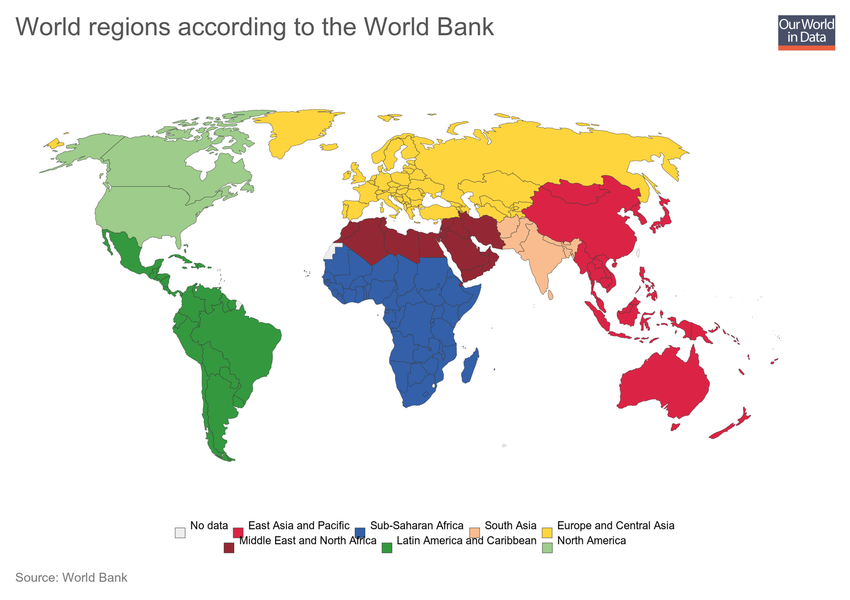 World regions according to the World Bank
Our World
in Data
No data
East Asia and Pacific
Sub-Saharan Africa
South Asia
Europe and Central Asia
Middle East and North Africa
Latin America and Caribbean
North America
Source: World Bank